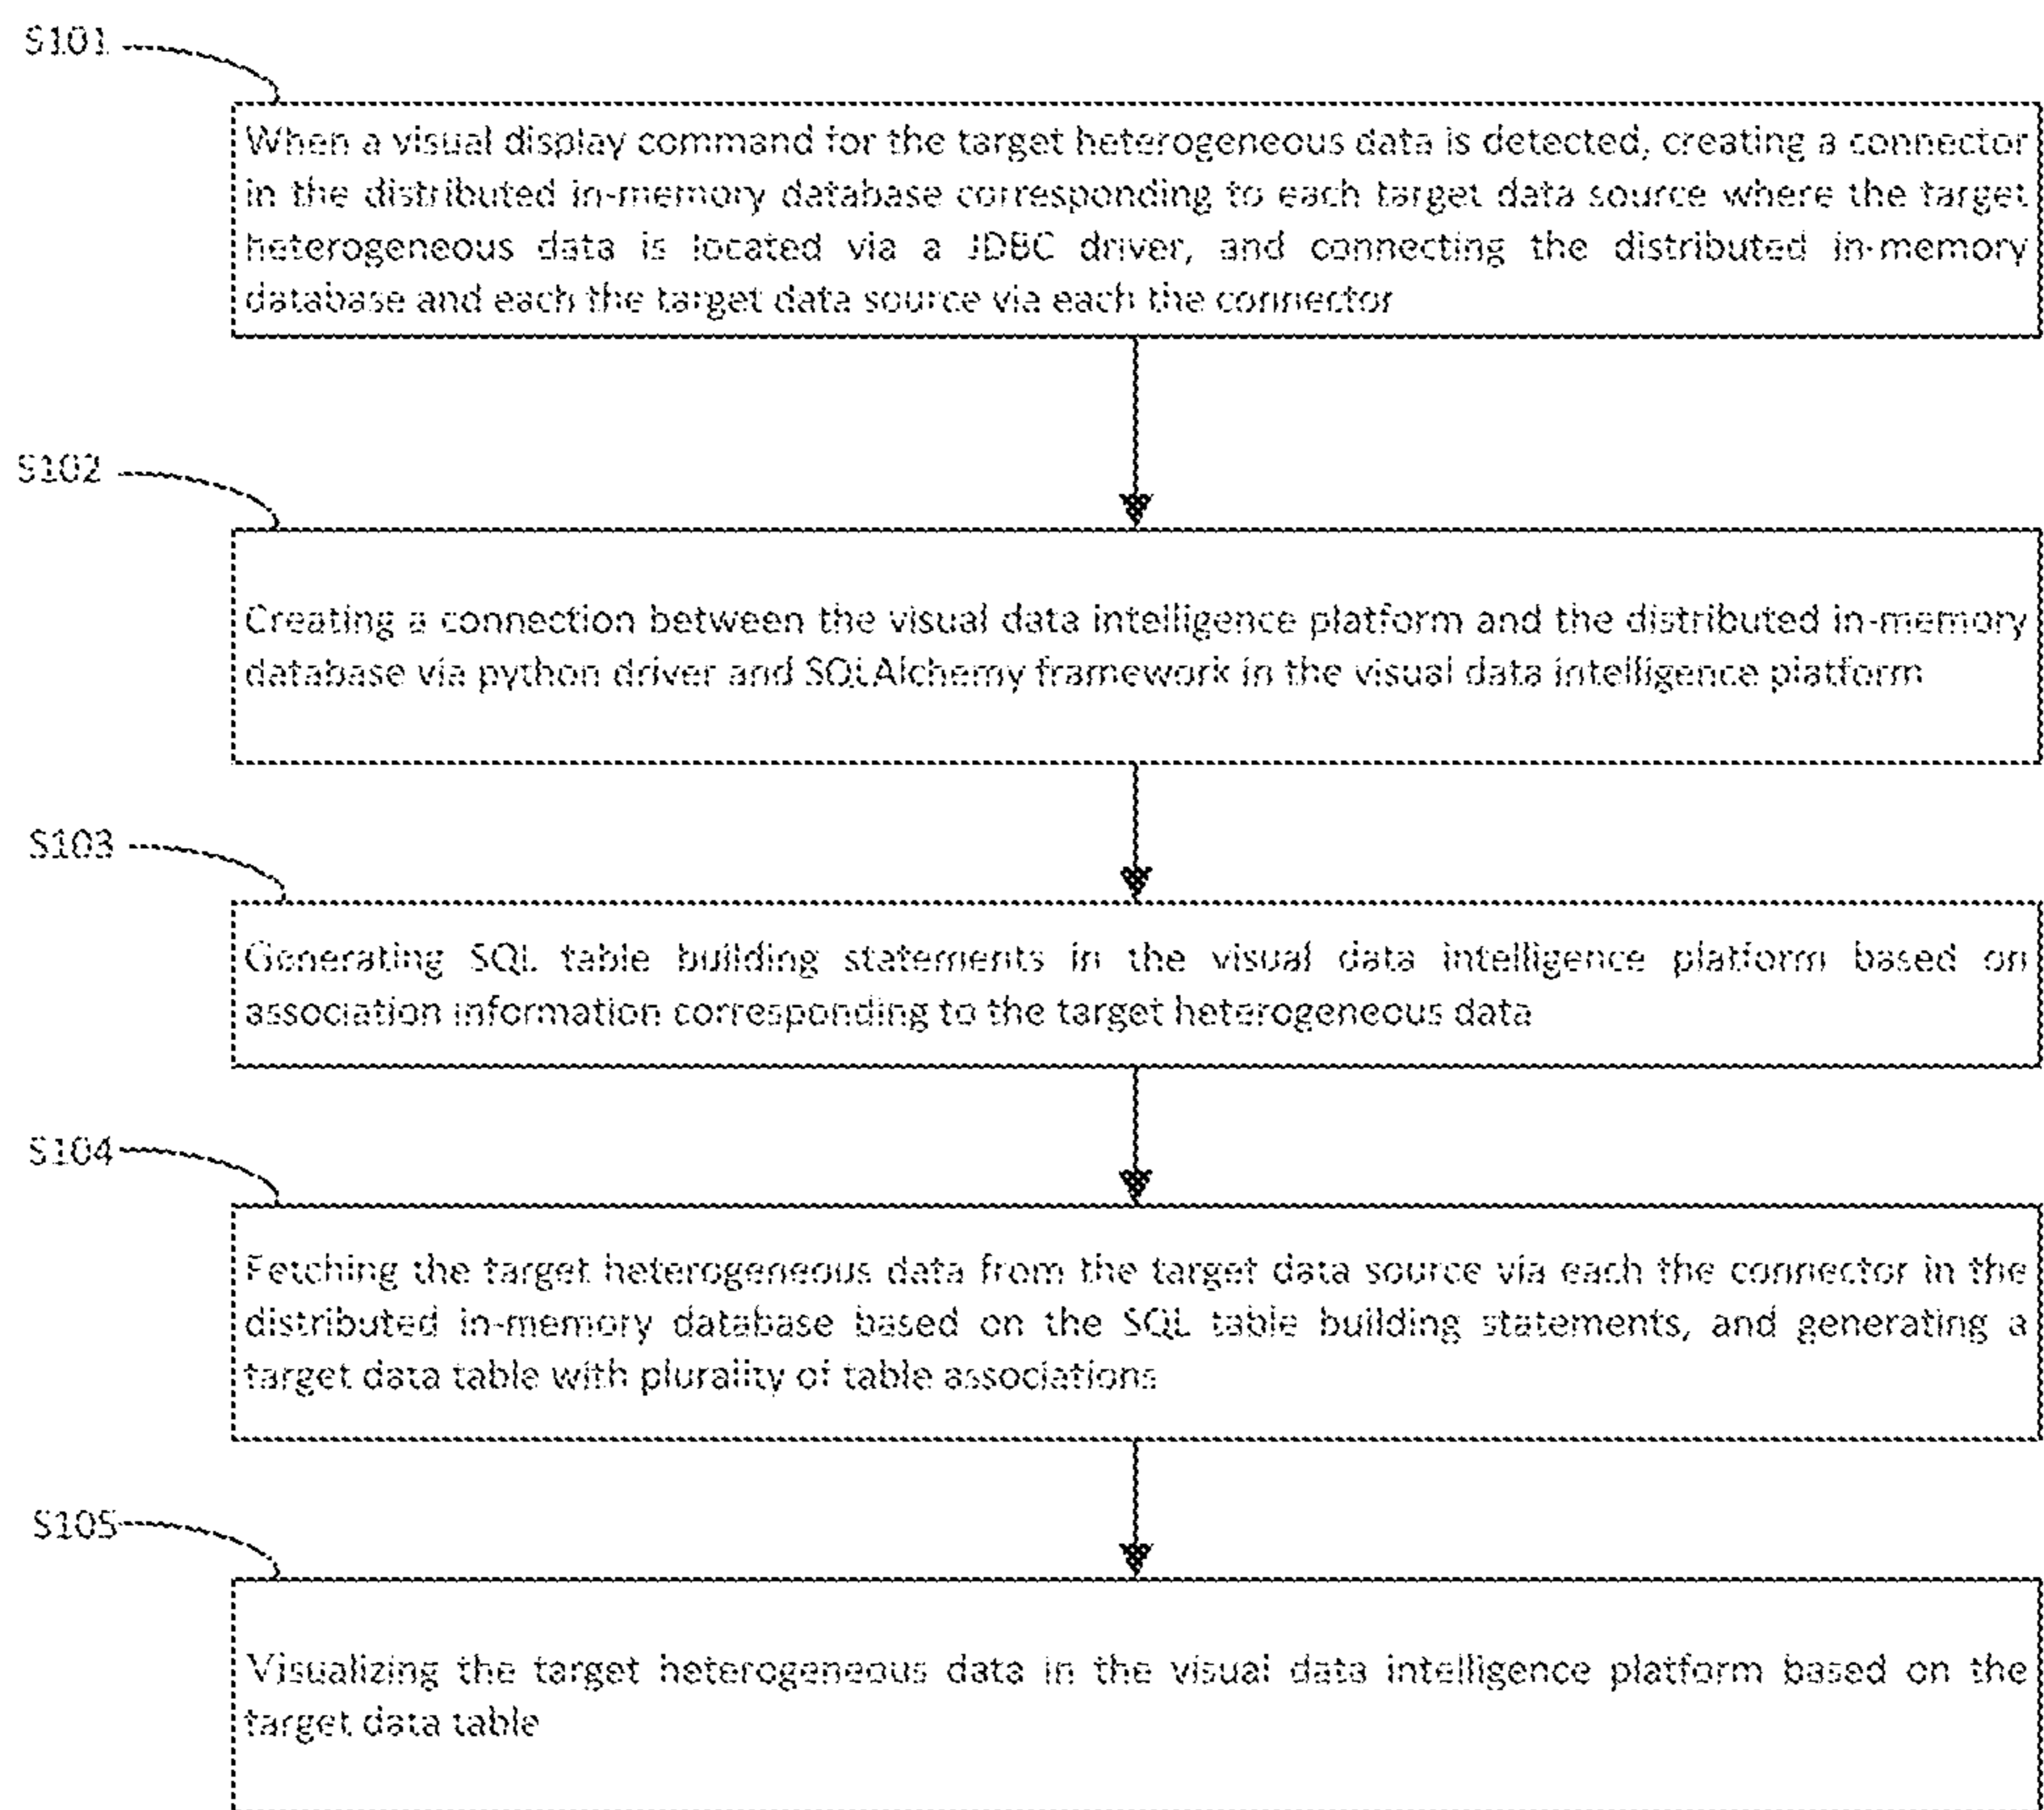 S101
When a visual display command for the target heterogeneous data is detected, creating a connector
in the distributed in-memory database corresponding to each target data source where the target
heterogeneous data is located via a JDBC driver, and connecting the distributed in-memory
database and each the target data source via each the connector
S102
Creating a connection between the visual data intelligence platform and the distributed in-memory
database via python driver and SQLAlchemy framework in the visual data intelligence platform
S103
Generating SQL table building statements in the visual data intelligence platform based on
association information corresponding to the target heterogeneous data
S104
Fetching the target heterogeneous data from the target data source via each the connector in the
distributed in-memory database based on the SQL table building statements, and generating a
target data table with plurality of table associations
S105
Visualizing the target heterogeneous data in the visual data intelligence platform based on the
target data table